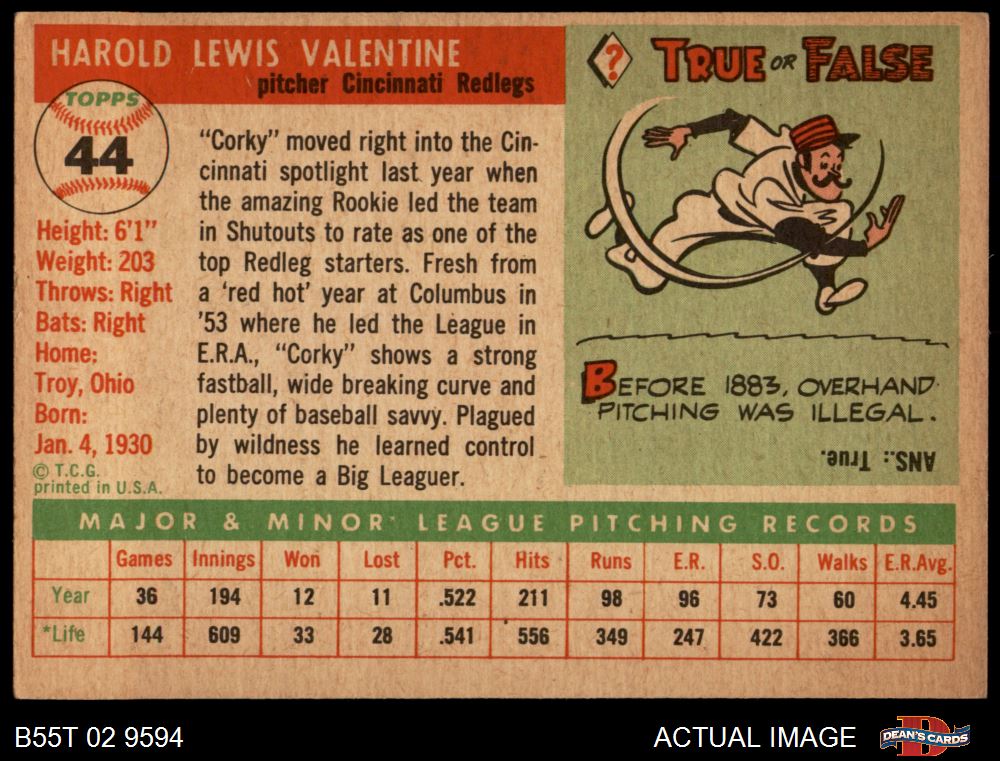 HAROLD LEWIS VALENTINE
pitcher Cincinnati Redlegs
TOPPS
44
Height: 6'1"
Weight: 203
Throws: Right
Bats: Right
Home:
Troy, Ohio
Born:
Jan. 4, 1930
© T.C.G.
printed in U.S.A.
"Corky" moved right into the Cin-
cinnati spotlight last year when
the amazing Rookie led the team
in Shutouts to rate as one of the
top Redleg starters. Fresh from
a 'red hot' year at Columbus in
'53 where he led the League in
E.R.A., "Corky" shows a strong
fastball, wide breaking curve and
plenty of baseball savvy. Plagued
by wildness he learned control
to become a Big Leaguer.
? TRUE OR FALSE
BEFORE 1883, OVERHAND
PITCHING WAS ILLEGAL.
ANS.: True.
MAJOR & MINOR LEAGUE PITCHING RECORDS
Games Innings Won Lost Pct. Hits Runs E.R. S.O. Walks E.R.Avg.
Year 36 194 12 11 .522 211 98 96 73 60 4.45
*Life 144 609 33 28 .541 556 349 247 422 366 3.65
B55T 02 9594
ACTUAL IMAGE
D DEAN'S CARDS